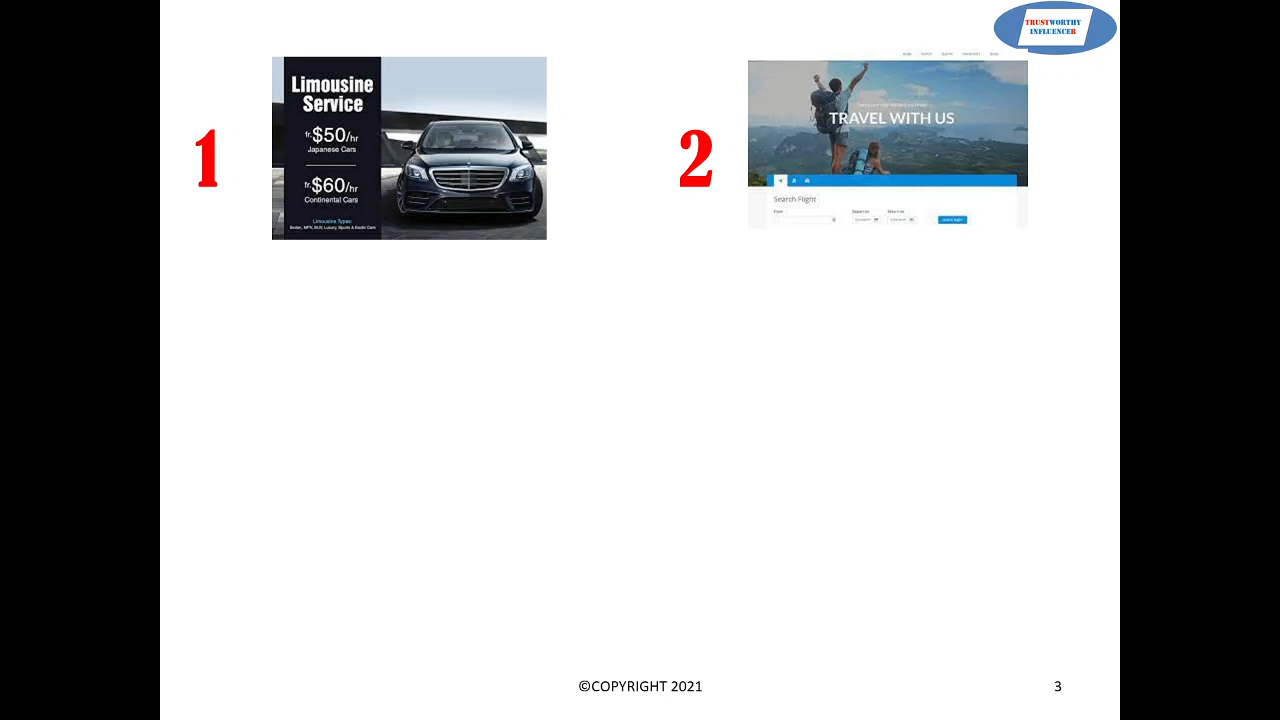 TRUSTWORTHY
INFLUENCER
1
Limousine
Service
fr.$50/hr
Japanese Cars
fr.$60/hr
Continental Cars
Limousine Types:
Sedan, MPV, SUV, Luxury, Sports & Exotic Cars
2
TRAVEL WITH US
Search Flight
From
©COPYRIGHT 2021
3